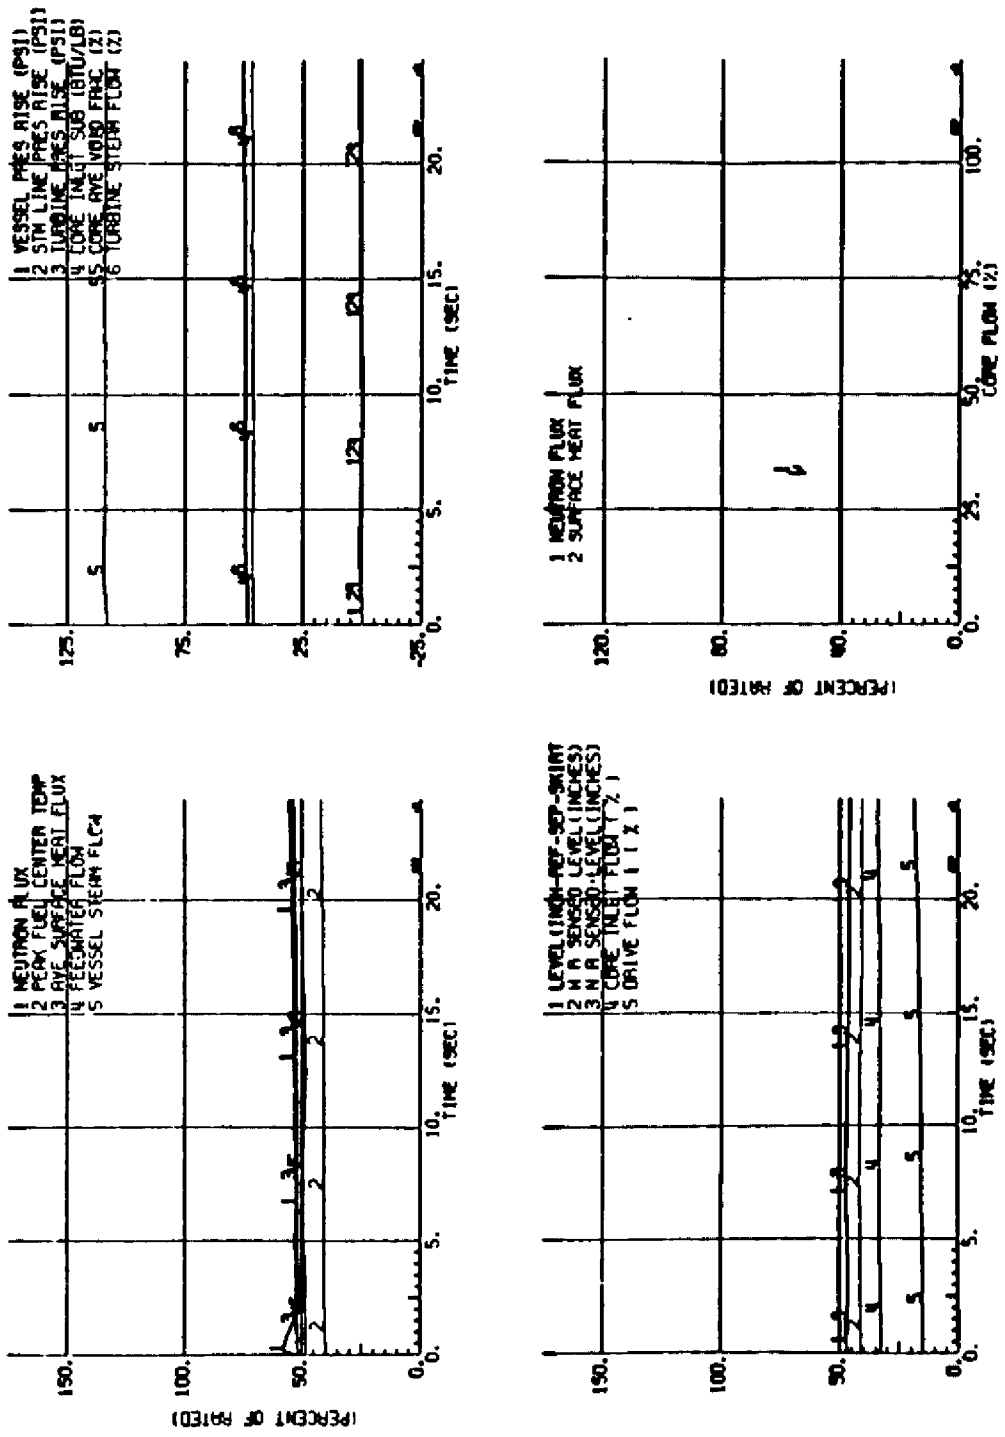 1 NEUTRON FLUX
2 PEAK FUEL CENTER TEMP
3 AVE SURFACE HEAT FLUX
4 FEEDWATER FLOW
5 VESSEL STEAM FLOW
150.
100.
50.
0.
(PERCENT OF RATED)
0. 5. 10. 15. 20.
TIME (SEC)
1 VESSEL PRES RISE (PSI)
2 STM LINE PRES RISE (PSI)
3 TURBINE PRES RISE (PSI)
4 CORE INLET SUB (BTU/LB)
5 CORE AVE VOID FRAC (%)
6 TURBINE STEAM FLOW (%)
125.
75.
25.
-25.
0. 5. 10. 15. 20.
TIME (SEC)
1 LEVEL(INCH-REF-SEP-SKIRT
2 W R SENSED LEVEL(INCHES)
3 N R SENSED LEVEL(INCHES)
4 CORE INLET FLOW (%)
5 DRIVE FLOW 1 (%)
150.
100.
50.
0.
0. 5. 10. 15. 20.
TIME (SEC)
1 NEUTRON FLUX
2 SURFACE HEAT FLUX
120.
80.
40.
0.
(PERCENT OF RATED)
0. 25. 50. 75. 100.
CORE FLOW (%)